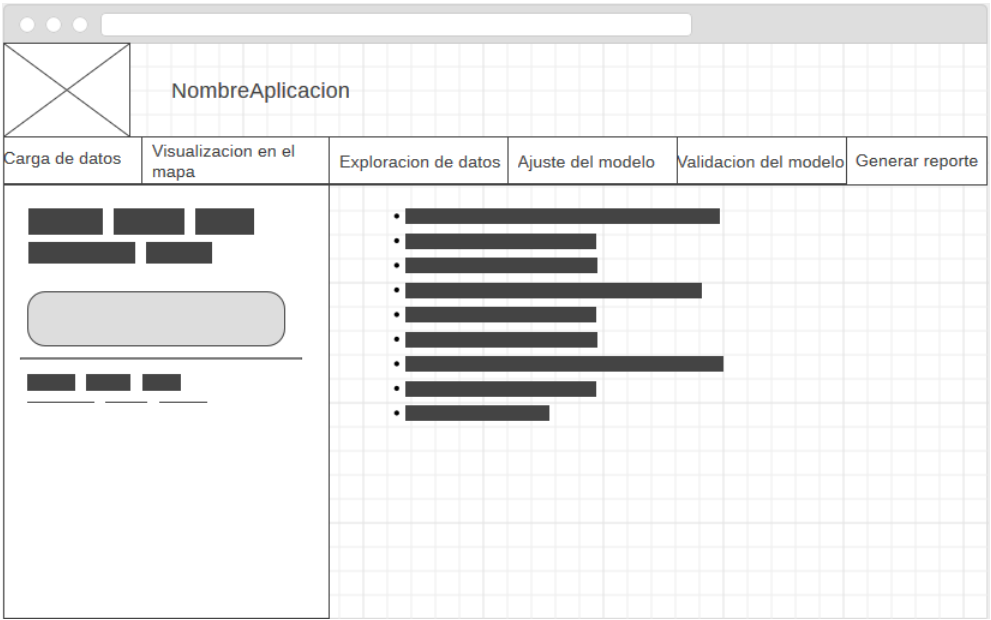 NombreAplicacion
Carga de datos
Visualizacion en el
mapa
Exploracion de datos
Ajuste del modelo
Validacion del modelo
Generar reporte